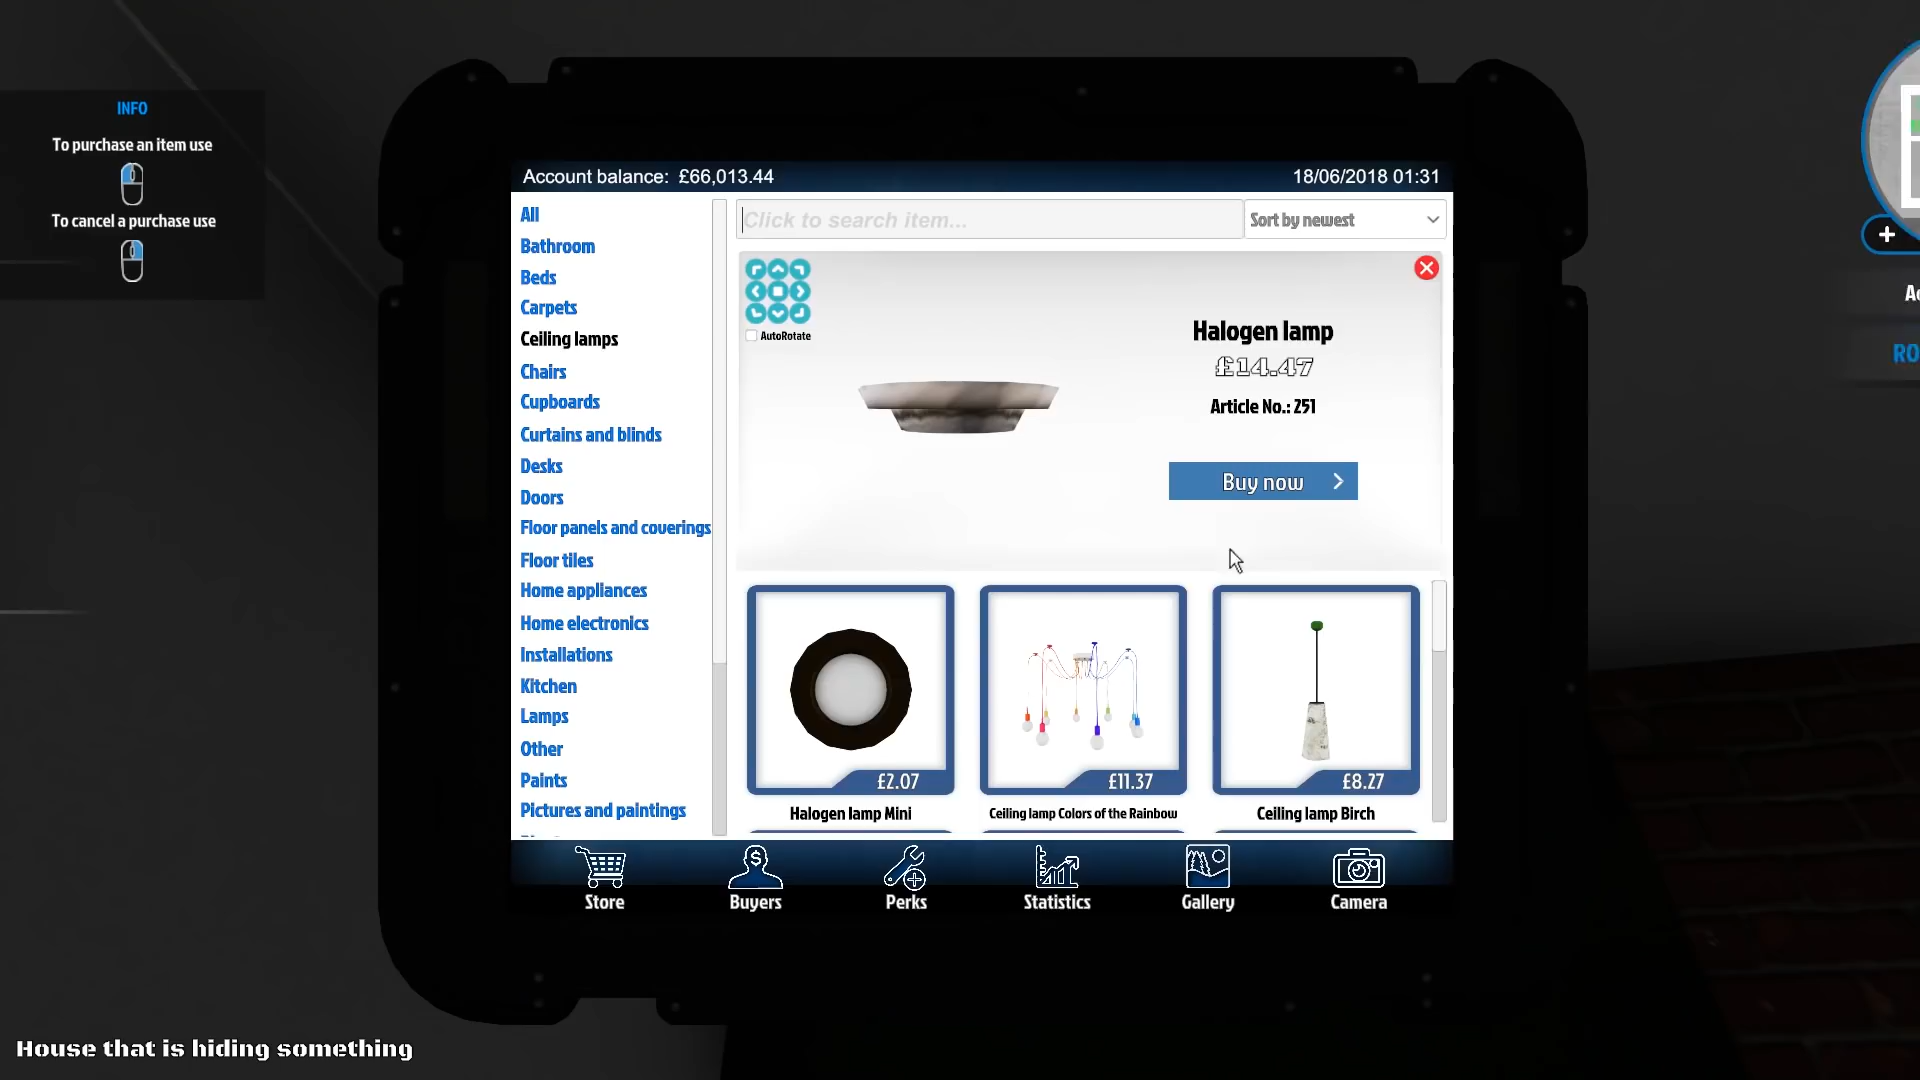 INFO
To purchase an item use
To cancel a purchase use
Account balance: £66,013.44
18/06/2018 01:31
All
Bathroom
Beds
Carpets
Ceiling lamps
Chairs
Cupboards
Curtains and blinds
Desks
Doors
Floor panels and coverings
Floor tiles
Home appliances
Home electronics
Installations
Kitchen
Lamps
Other
Paints
Pictures and paintings
Click to search item...
Sort by newest
AutoRotate
Halogen lamp
£14.47
Article No.: 251
Buy now
£2.07
Halogen lamp Mini
£11.37
Ceiling lamp Colors of the Rainbow
£8.27
Ceiling lamp Birch
Store
Buyers
Perks
Statistics
Gallery
Camera
House that is hiding something